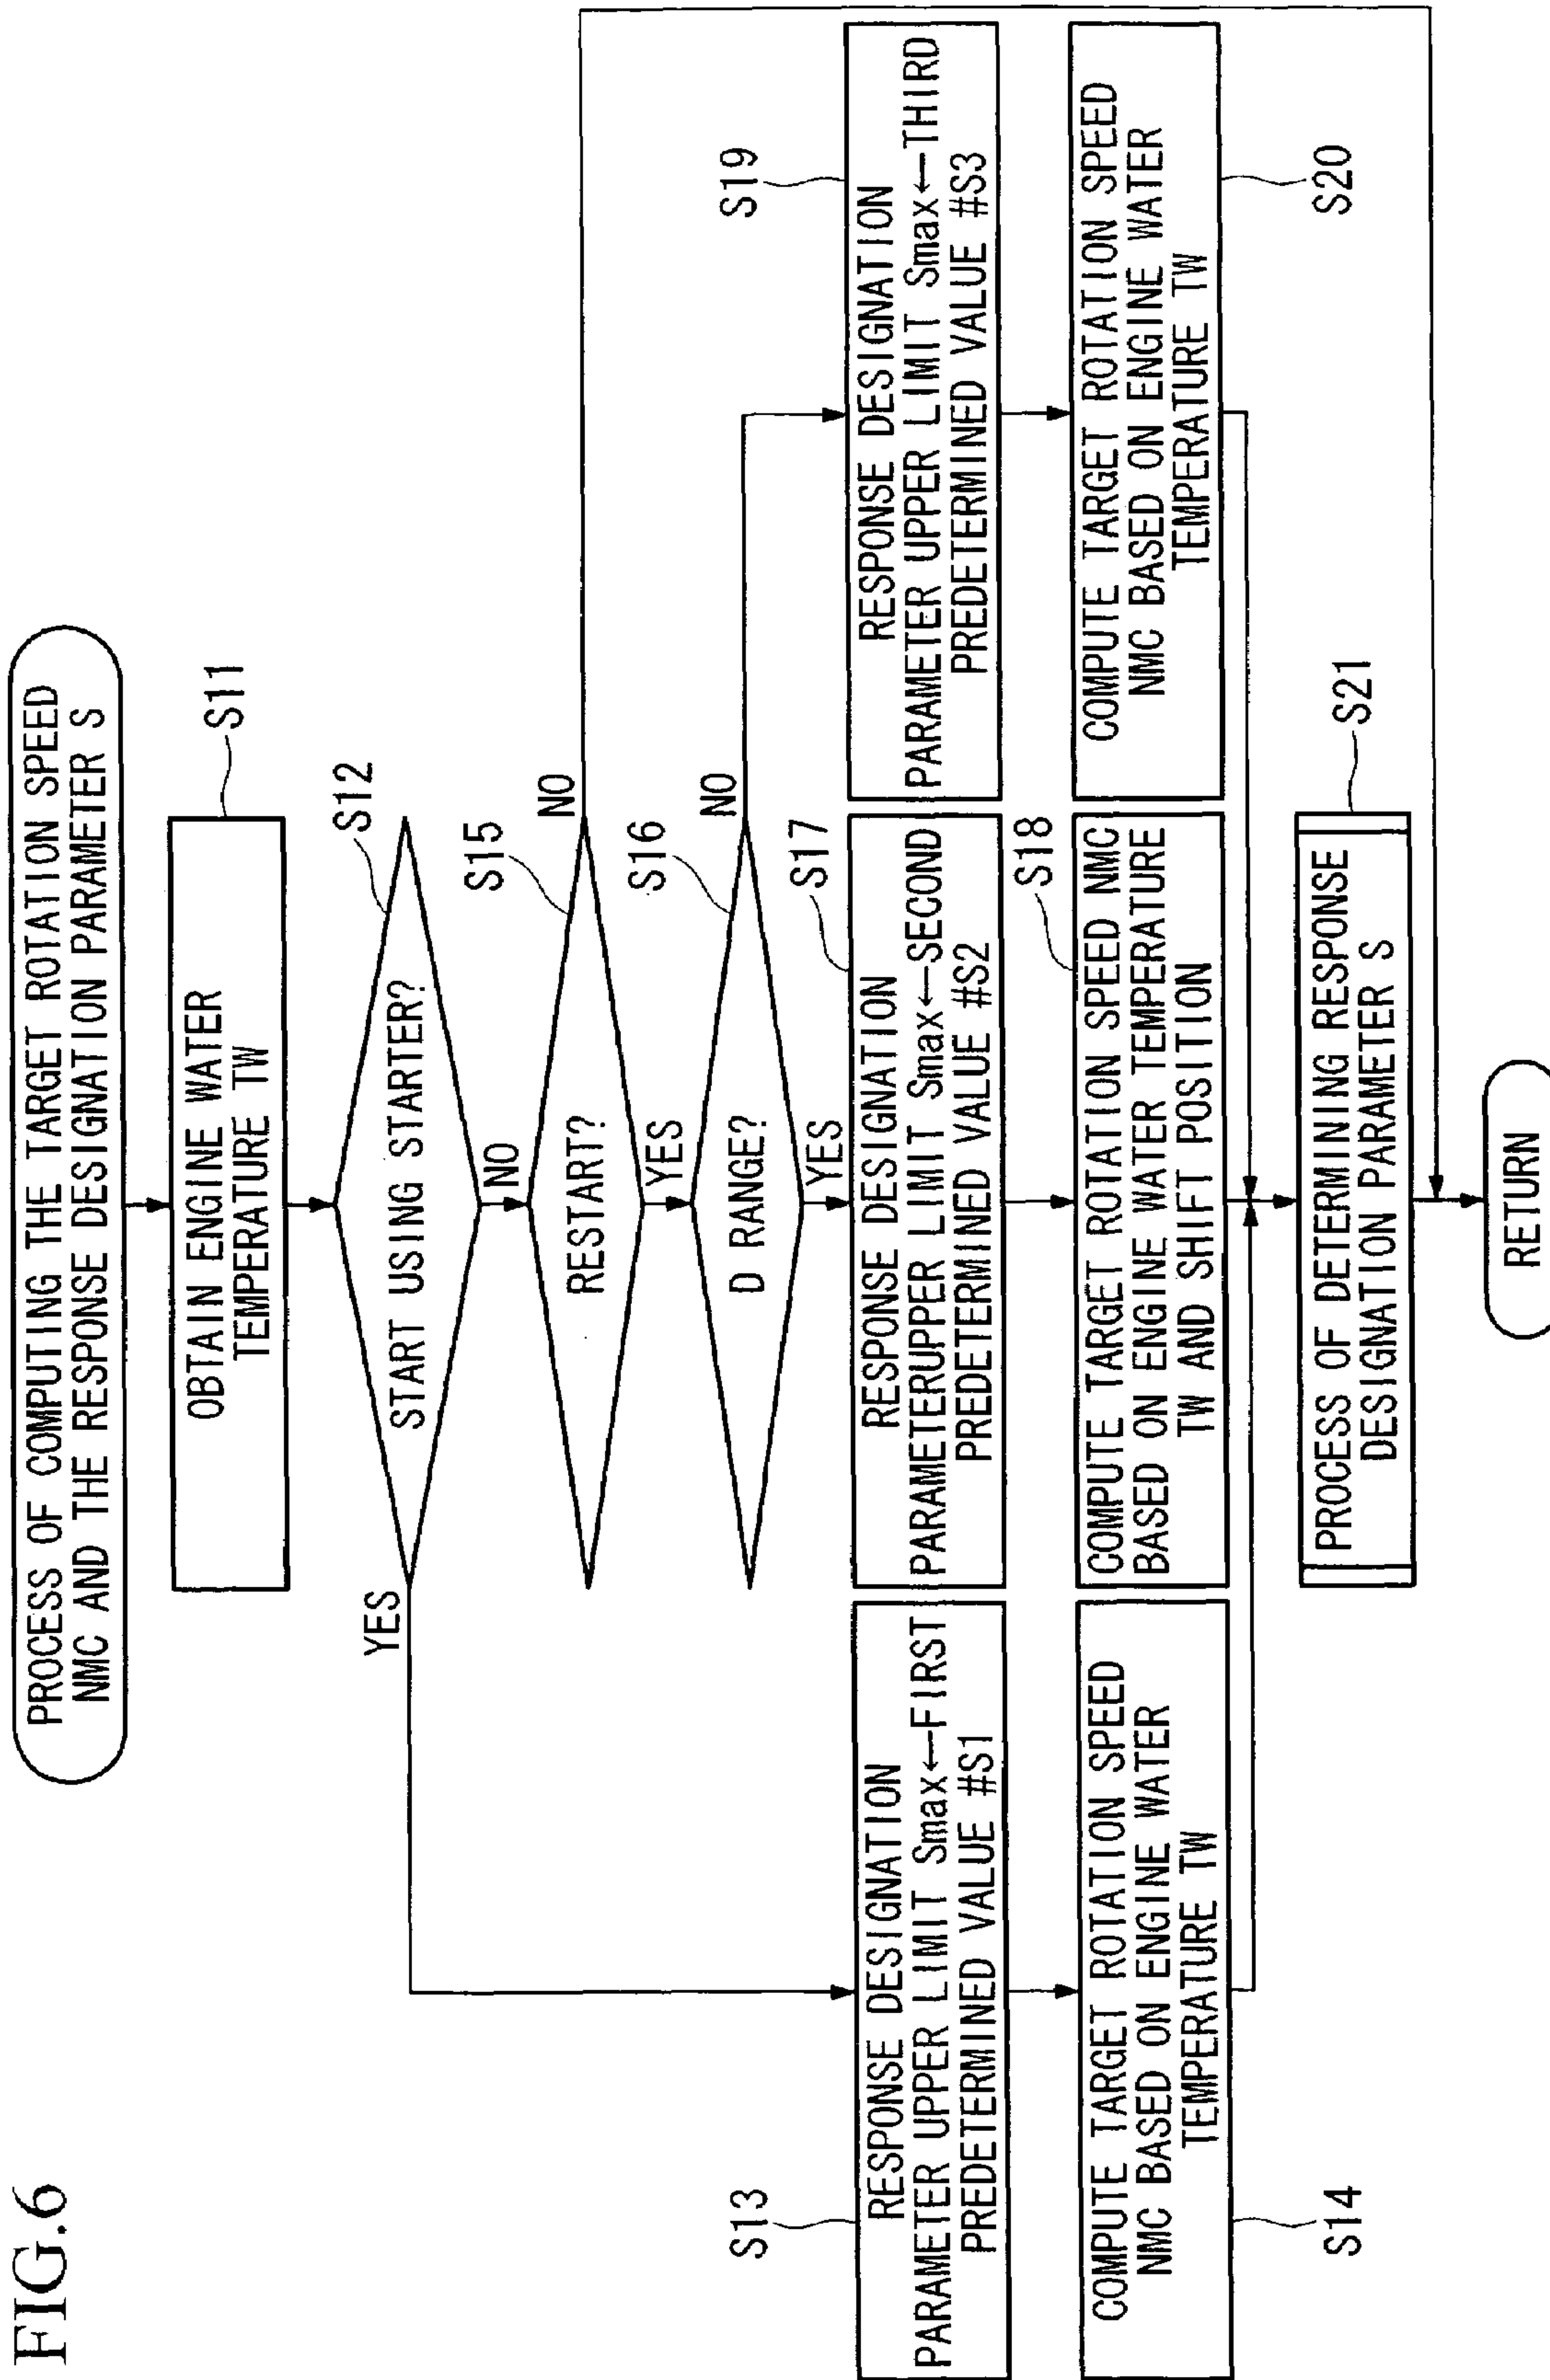 FIG.6
PROCESS OF COMPUTING THE TARGET ROTATION SPEED
NMC AND THE RESPONSE DESIGNATION PARAMETER S
OBTAIN ENGINE WATER
TEMPERATURE TW
S11
START USING STARTER?
S12
YES
NO
RESTART?
S15
NO
YES
D RANGE?
S16
NO
YES
S13
RESPONSE DESIGNATION
PARAMETER UPPER LIMIT Smax←FIRST
PREDETERMINED VALUE #S1
S17
RESPONSE DESIGNATION
PARAMETERUPPER LIMIT Smax←SECOND
PREDETERMINED VALUE #S2
S19
RESPONSE DESIGNATION
PARAMETER UPPER LIMIT Smax←THIRD
PREDETERMINED VALUE #S3
COMPUTE TARGET ROTATION SPEED
NMC BASED ON ENGINE WATER
TEMPERATURE TW
S14
S18
COMPUTE TARGET ROTATION SPEED NMC
BASED ON ENGINE WATER TEMPERATURE
TW AND SHIFT POSITION
COMPUTE TARGET ROTATION SPEED
NMC BASED ON ENGINE WATER
TEMPERATURE TW
S20
PROCESS OF DETERMINING RESPONSE
DESIGNATION PARAMETER S
S21
RETURN